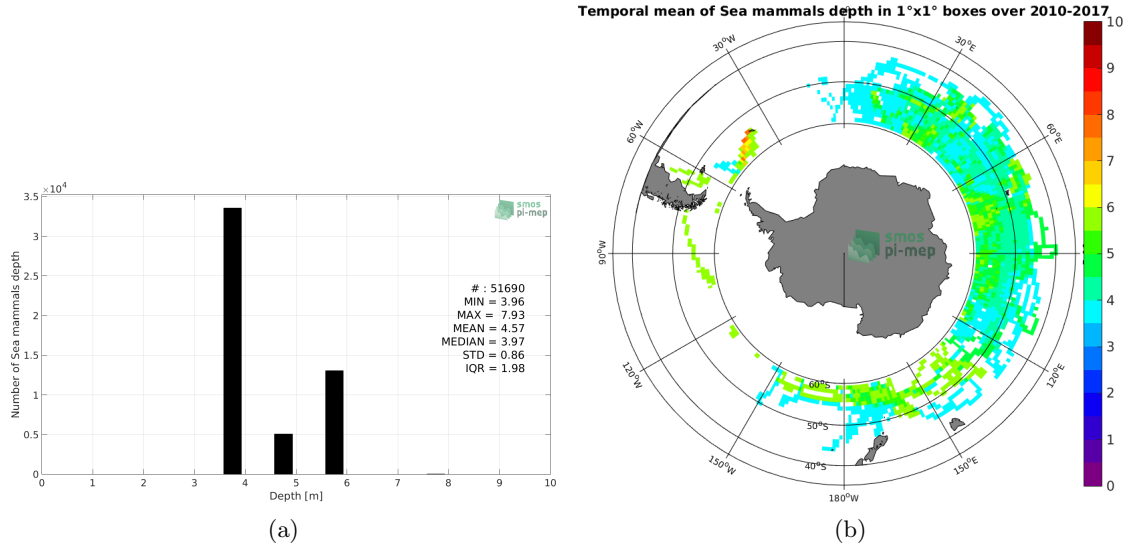 Temporal mean of Sea mammals depth in 1°x1° boxes over 2010-2017
×10⁴
3.5
3
2.5
2
1.5
1
0.5
0
Number of Sea mammals depth
smos
pi-mep
# : 51690
MIN = 3.96
MAX = 7.93
MEAN = 4.57
MEDIAN = 3.97
STD = 0.86
IQR = 1.98
0 1 2 3 4 5 6 7 8 9 10
Depth [m]
(a)
30°W
30°E
60°W
60°E
90°W
120°W
120°E
150°W
150°E
180°W
60°S
50°S
40°S
smos
pi-mep
10
9
8
7
6
5
4
3
2
1
0
(b)